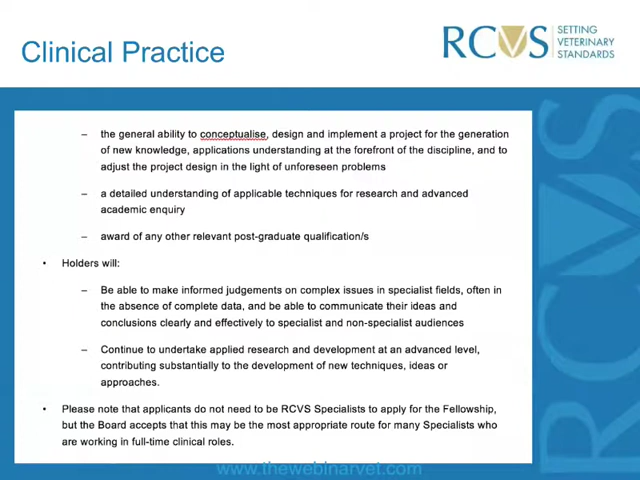 Clinical Practice
RCVS
SETTING
VETERINARY
STANDARDS
– the general ability to conceptualise, design and implement a project for the generation
of new knowledge, applications understanding at the forefront of the discipline, and to
adjust the project design in the light of unforeseen problems
– a detailed understanding of applicable techniques for research and advanced
academic enquiry
– award of any other relevant post-graduate qualification/s
• Holders will:
– Be able to make informed judgements on complex issues in specialist fields, often in
the absence of complete data, and be able to communicate their ideas and
conclusions clearly and effectively to specialist and non-specialist audiences
– Continue to undertake applied research and development at an advanced level,
contributing substantially to the development of new techniques, ideas or
approaches.
• Please note that applicants do not need to be RCVS Specialists to apply for the Fellowship,
but the Board accepts that this may be the most appropriate route for many Specialists who
are working in full-time clinical roles.
www.thewebinarvet.com
RCVS